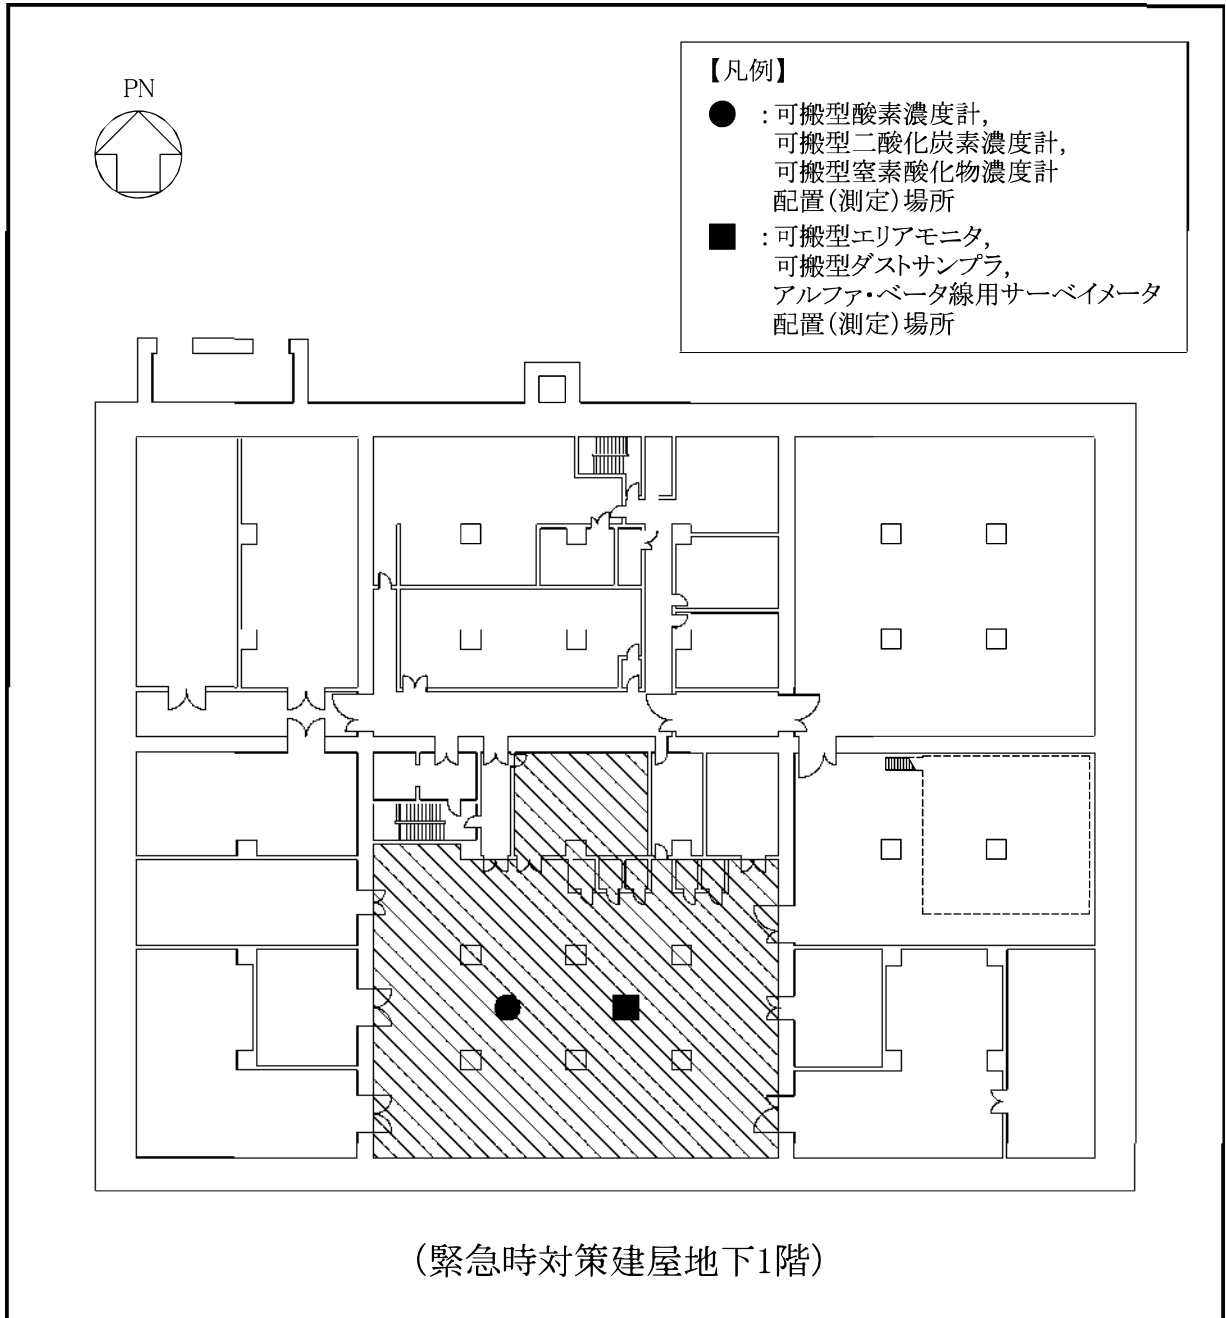 PN
【凡例】
●：可搬型酸素濃度計，
可搬型二酸化炭素濃度計，
可搬型窒素酸化物濃度計
配置（測定）場所
■：可搬型エリアモニタ，
可搬型ダストサンプラ，
アルファ・ベータ線用サーベイメータ
配置（測定）場所
（緊急時対策建屋地下1階）